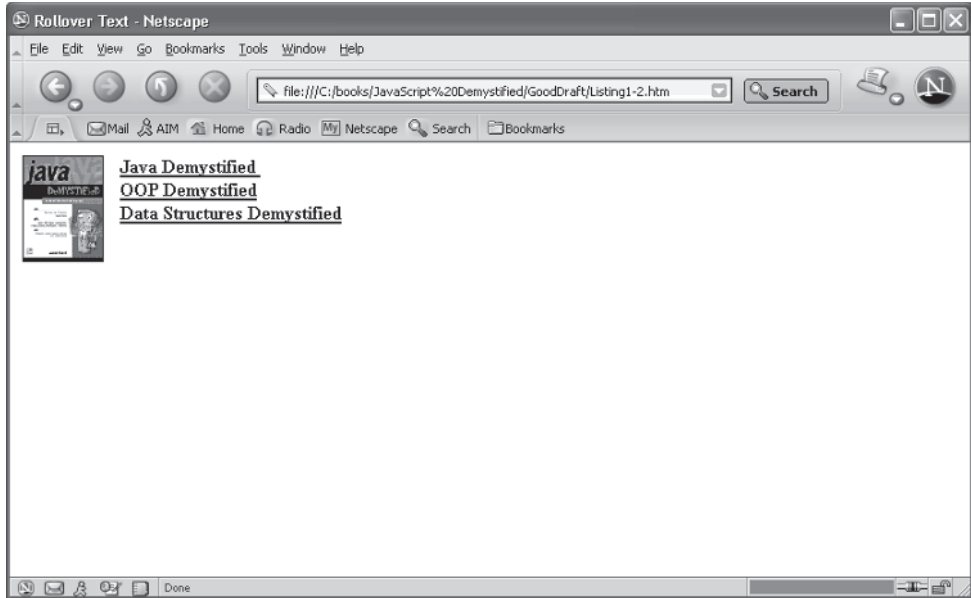 Rollover Text - Netscape
File Edit View Go Bookmarks Tools Window Help
file:///C:/books/JavaScript%20Demystified/GoodDraft/Listing1-2.htm Search N
Mail AIM Home Radio My Netscape Search Bookmarks
java
DeMYSTiFieD
Java Demystified
OOP Demystified
Data Structures Demystified
Done